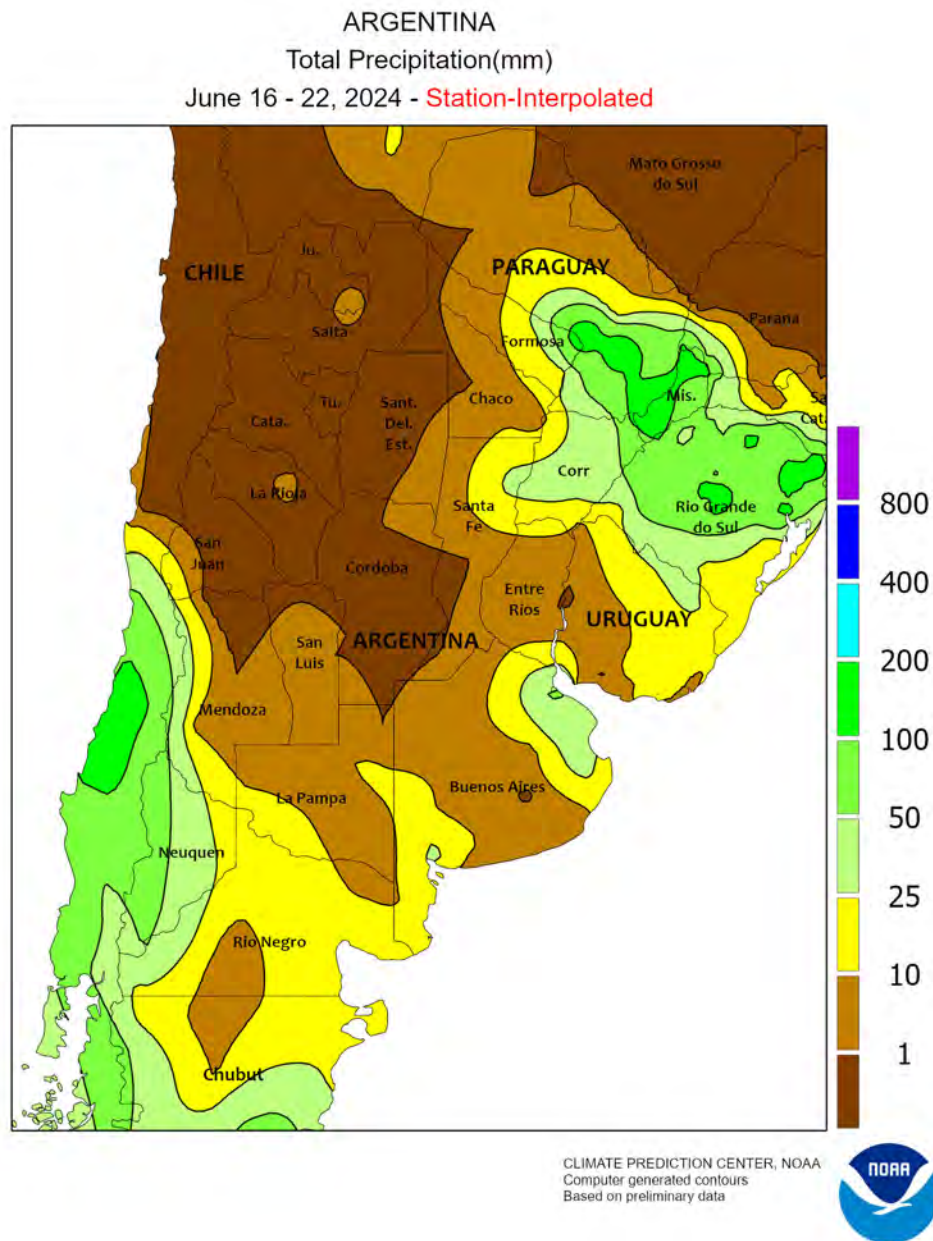 ARGENTINA
Total Precipitation(mm)
June 16 - 22, 2024 - Station-Interpolated
Mato Grosso
do Sul
Ju.
CHILE
PARAGUAY
Salta
Parana
Formosa
Tu.
Sant.
Del.
Est.
Chaco
Mis.
Sa
Cat.
Cata.
La Rioja
Corr
Santa
Fe
Rio Grande
do Sul
San
Juan
Cordoba
Entre
Rios
URUGUAY
ARGENTINA
San
Luis
Mendoza
La Pampa
Buenos Aires
Neuquen
Rio Negro
Chubut
800
400
200
100
50
25
10
1
CLIMATE PREDICTION CENTER, NOAA
Computer generated contours
Based on preliminary data
NOAA